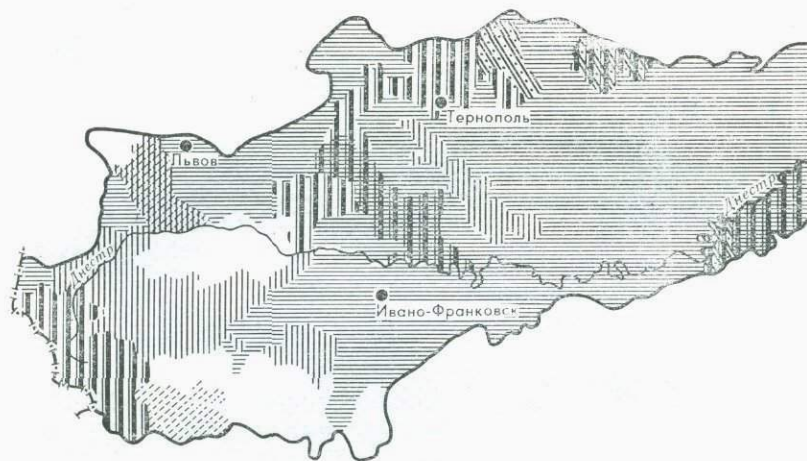 Тернополь
Львов
Днестр
Днестр
Ивано-Франковск